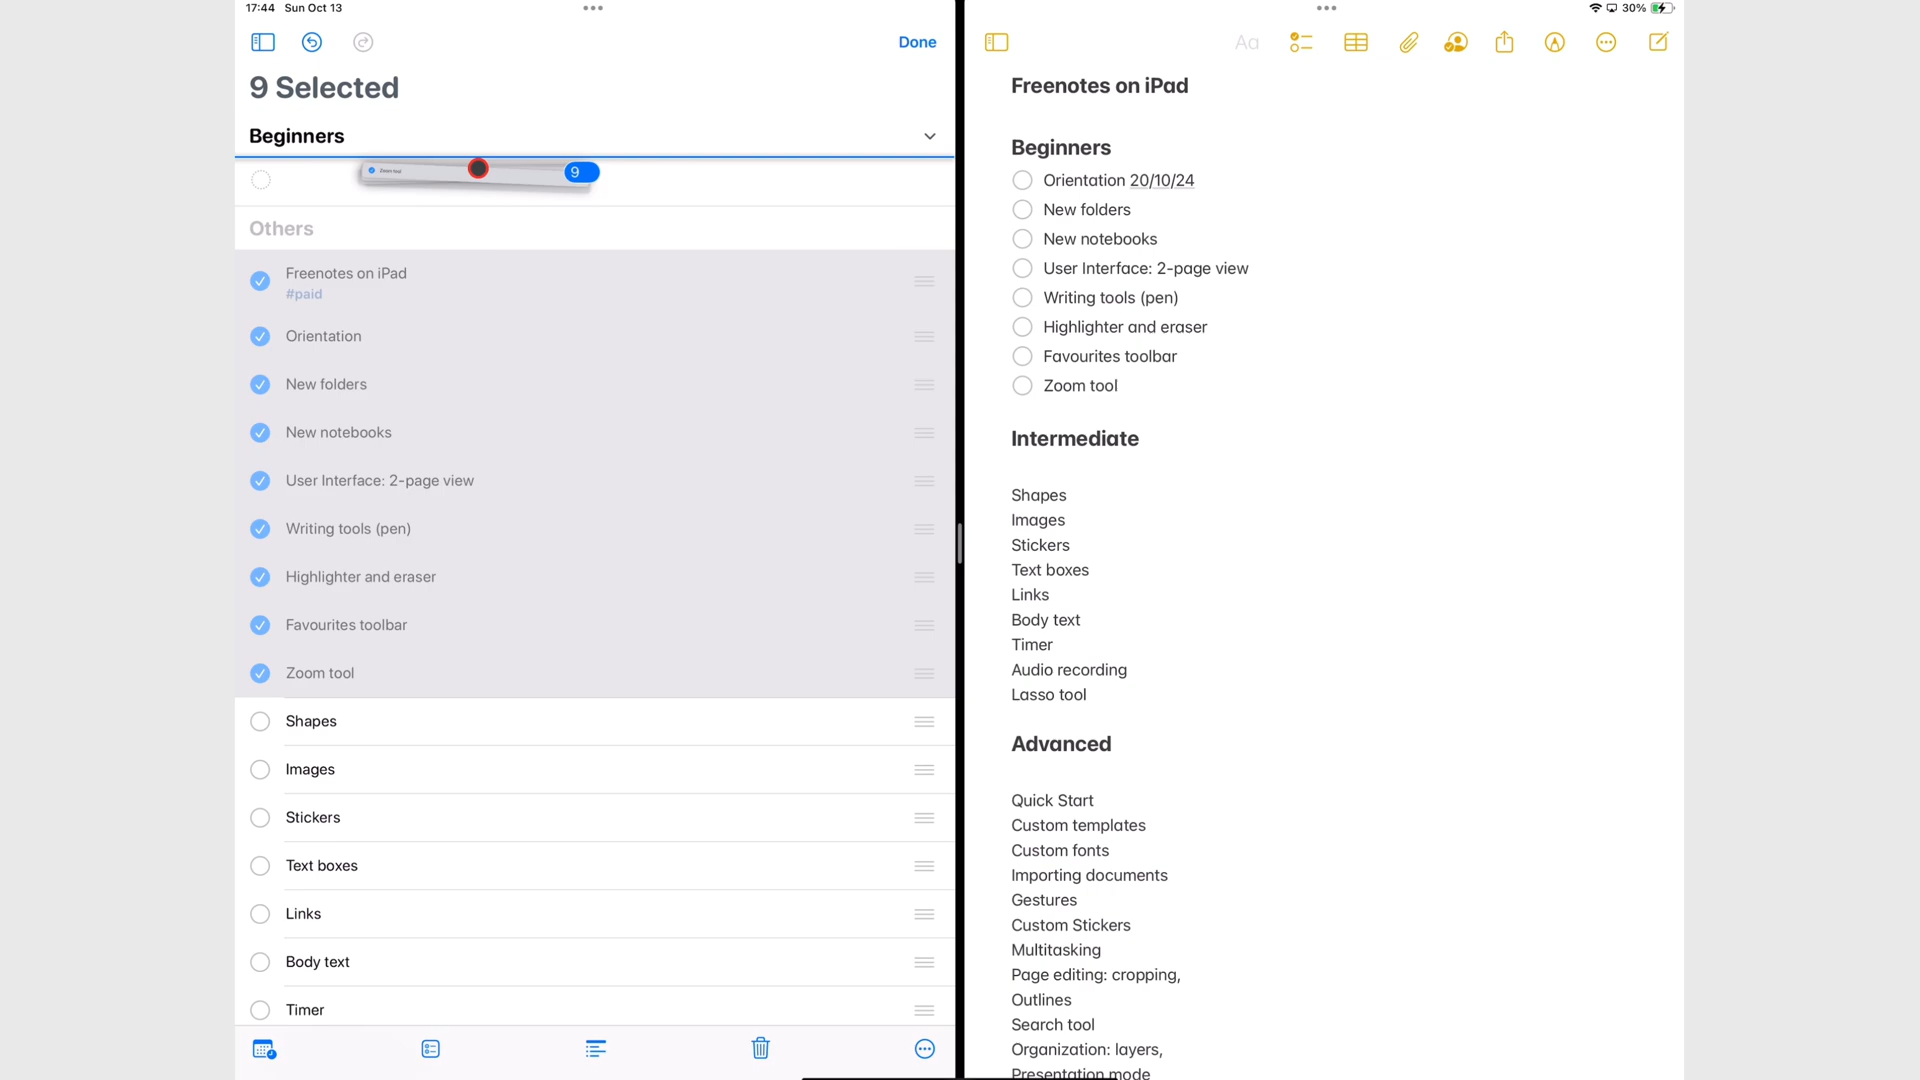 17:44 Sun Oct 13
30%
Done
9 Selected
Beginners
Zoom tool
9
Others
Freenotes on iPad
#paid
Orientation
New folders
New notebooks
User Interface: 2-page view
Writing tools (pen)
Highlighter and eraser
Favourites toolbar
Zoom tool
Shapes
Images
Stickers
Text boxes
Links
Body text
Timer
Aa
Freenotes on iPad
Beginners
Orientation 20/10/24
New folders
New notebooks
User Interface: 2-page view
Writing tools (pen)
Highlighter and eraser
Favourites toolbar
Zoom tool
Intermediate
Shapes
Images
Stickers
Text boxes
Links
Body text
Timer
Audio recording
Lasso tool
Advanced
Quick Start
Custom templates
Custom fonts
Importing documents
Gestures
Custom Stickers
Multitasking
Page editing: cropping,
Outlines
Search tool
Organization: layers,
Presentation mode